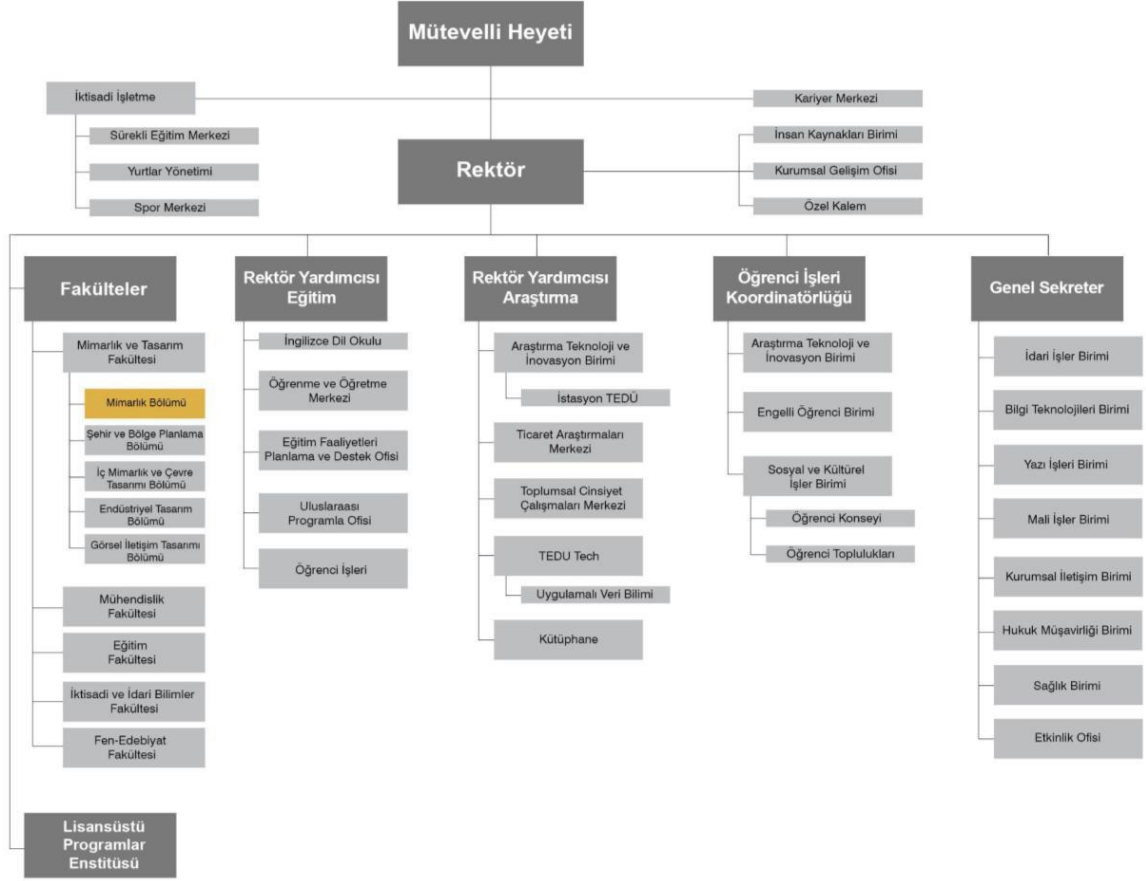 Mütevelli Heyeti
İktisadi İşletme
Sürekli Eğitim Merkezi
Yurtlar Yönetimi
Spor Merkezi
Kariyer Merkezi
Rektör
İnsan Kaynakları Birimi
Kurumsal Gelişim Ofisi
Özel Kalem
Fakülteler
Mimarlık ve Tasarım
Fakültesi
Mimarlık Bölümü
Şehir ve Bölge Planlama
Bölümü
İç Mimarlık ve Çevre
Tasarımı Bölümü
Endüstriyel Tasarım
Bölümü
Görsel İletişim Tasarımı
Bölümü
Mühendislik
Fakültesi
Eğitim
Fakültesi
İktisadi ve İdari Bilimler
Fakültesi
Fen-Edebiyat
Fakültesi
Lisansüstü
Programlar
Enstitüsü
Rektör Yardımcısı
Eğitim
İngilizce Dil Okulu
Öğrenme ve Öğretme
Merkezi
Eğitim Faaliyetleri
Planlama ve Destek Ofisi
Uluslaraası
Programla Ofisi
Öğrenci İşleri
Rektör Yardımcısı
Araştırma
Araştırma Teknoloji ve
İnovasyon Birimi
İstasyon TEDÜ
Ticaret Araştırmaları
Merkezi
Toplumsal Cinsiyet
Çalışmaları Merkezi
TEDU Tech
Uygulamalı Veri Bilimi
Kütüphane
Öğrenci İşleri
Koordinatörlüğü
Araştırma Teknoloji ve
İnovasyon Birimi
Engelli Öğrenci Birimi
Sosyal ve Kültürel
İşler Birimi
Öğrenci Konseyi
Öğrenci Toplulukları
Genel Sekreter
İdari İşler Birimi
Bilgi Teknolojileri Birimi
Yazı İşleri Birimi
Mali İşler Birimi
Kurumsal İletişim Birimi
Hukuk Müşavirliği Birimi
Sağlık Birimi
Etkinlik Ofisi